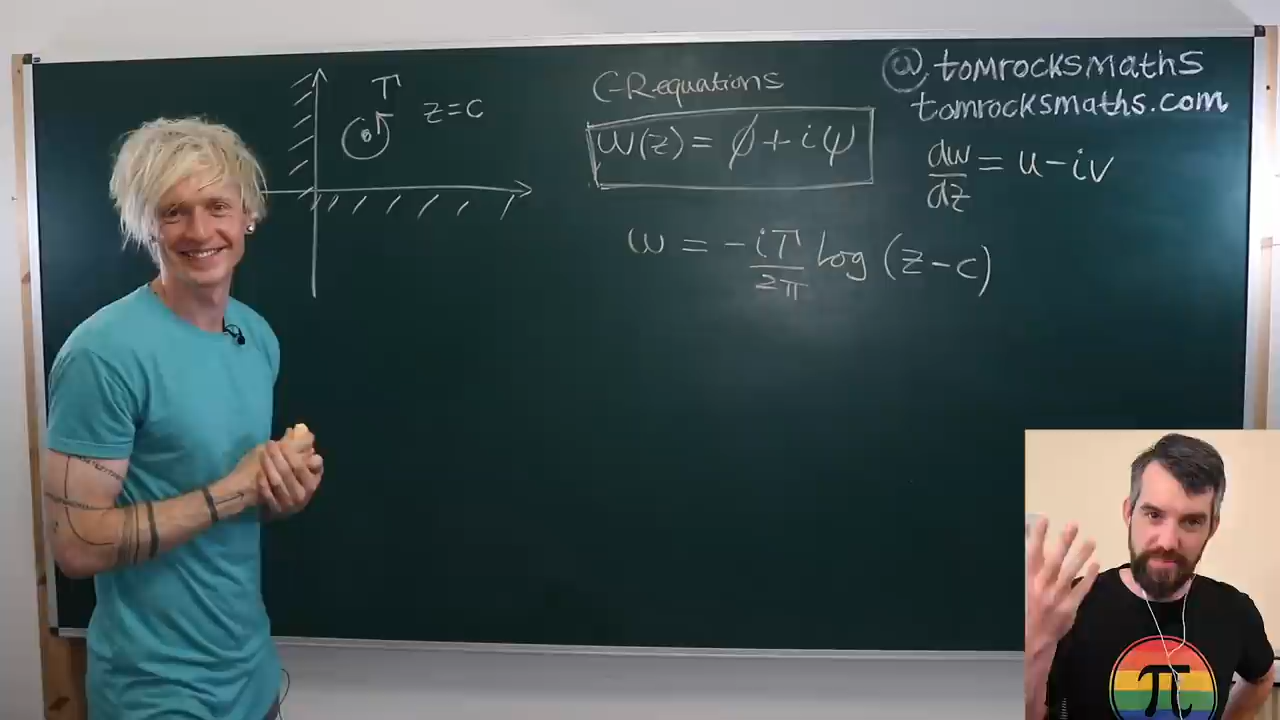 Γ
z=c
C-R equations
w(z) = φ + iψ
@tomrocksmaths
tomrocksmaths.com
dw/dz = u - iv
w = -iΓ/2π log (z-c)
π